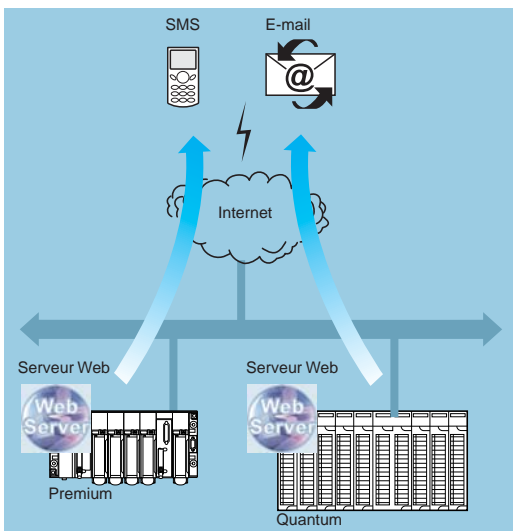 SMS
E-mail
@
Internet
Serveur Web
Serveur Web
Web
Server
Web
Server
Premium
Quantum